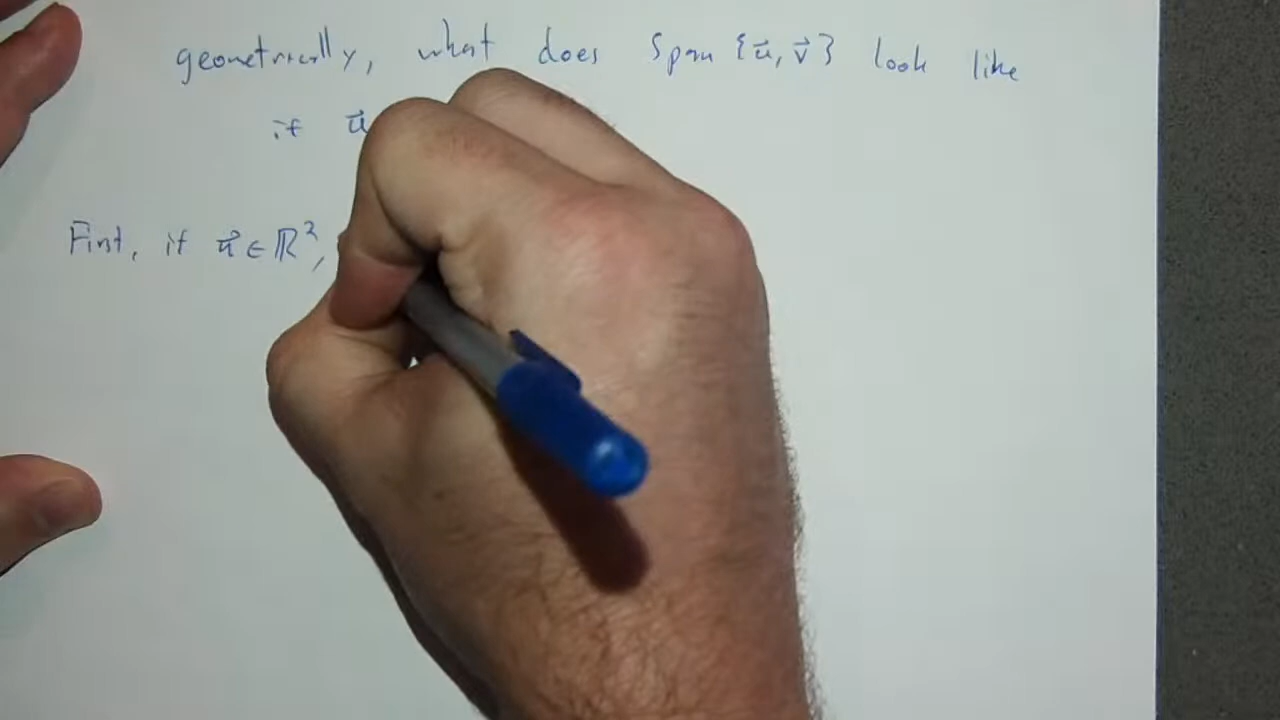 geometrically, what does Span {u⃗, v⃗} look like
if u⃗
First, if u⃗ ∈ ℝ²,